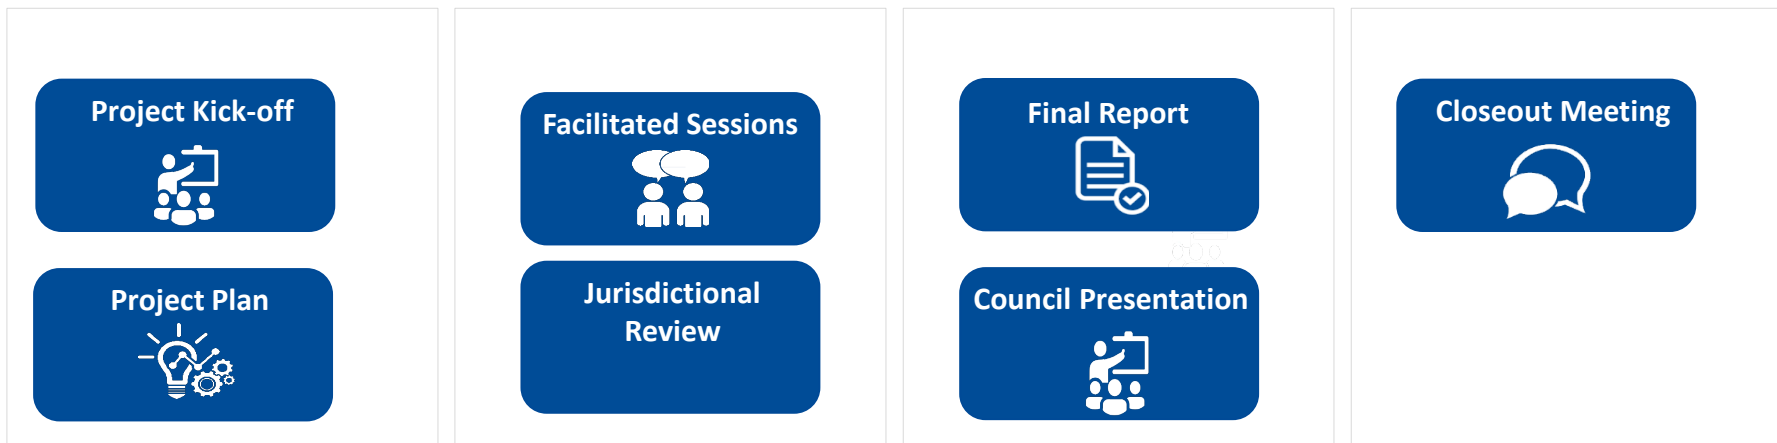 Project Kick-off
Project Plan
Facilitated Sessions
Jurisdictional
Review
Final Report
Council Presentation
Closeout Meeting